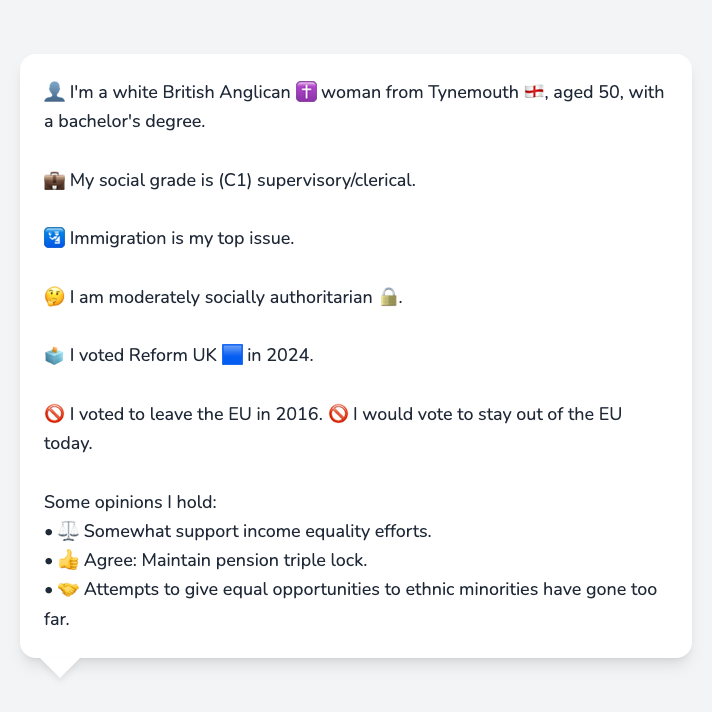 👤 I'm a white British Anglican ✝️ woman from Tynemouth 🏴󠁧󠁢󠁥󠁮󠁧󠁿, aged 50, with
a bachelor's degree.
💼 My social grade is (C1) supervisory/clerical.
🛂 Immigration is my top issue.
🤔 I am moderately socially authoritarian 🔒.
🗳️ I voted Reform UK 🟦 in 2024.
🚫 I voted to leave the EU in 2016. 🚫 I would vote to stay out of the EU
today.
Some opinions I hold:
• ⚖️ Somewhat support income equality efforts.
• 👍 Agree: Maintain pension triple lock.
• 🤝 Attempts to give equal opportunities to ethnic minorities have gone too
far.